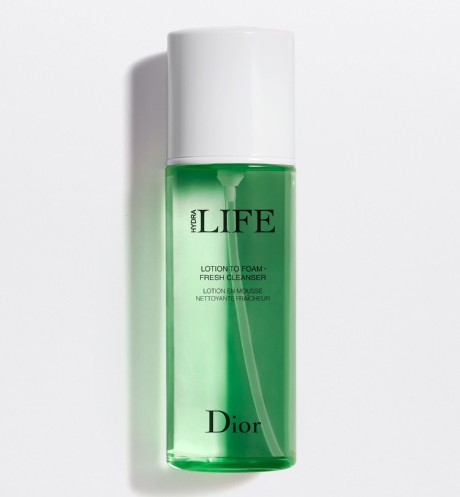 HYDRA LIFE
LOTION TO FOAM -
FRESH CLEANSER
LOTION EN MOUSSE
NETTOYANTE FRAÎCHEUR
Dior